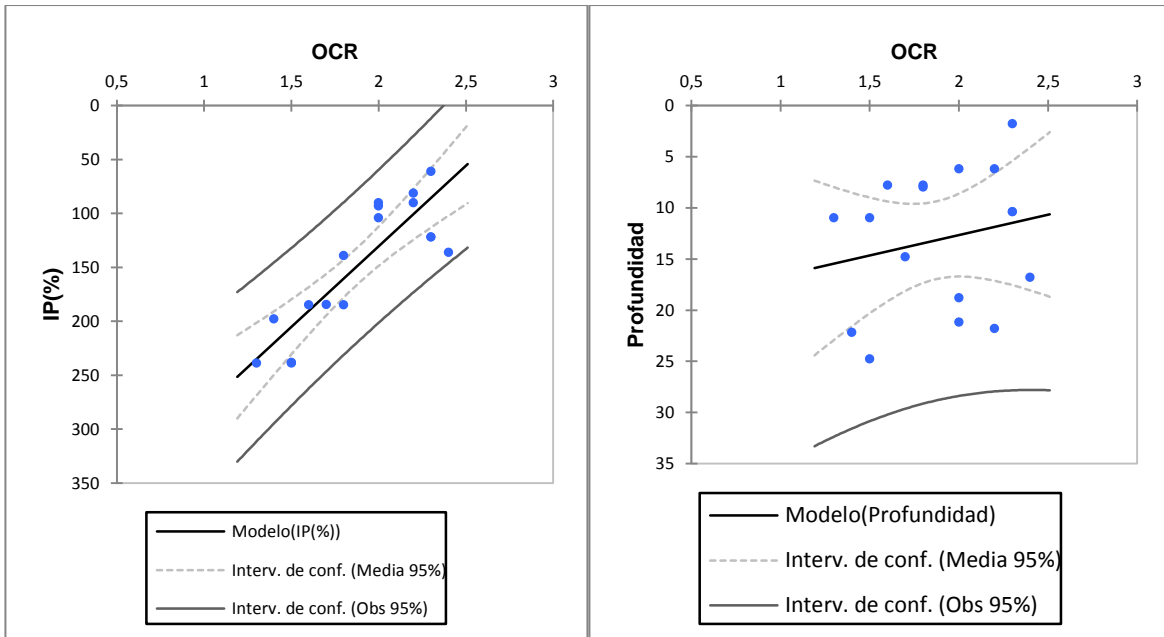 OCR
0,5 1 1,5 2 2,5 3
0
50
100
150
200
250
300
350
IP(%)
Modelo(IP(%))
Interv. de conf. (Media 95%)
Interv. de conf. (Obs 95%)
OCR
0,5 1 1,5 2 2,5 3
0
5
10
15
20
25
30
35
Profundidad
Modelo(Profundidad)
Interv. de conf. (Media 95%)
Interv. de conf. (Obs 95%)